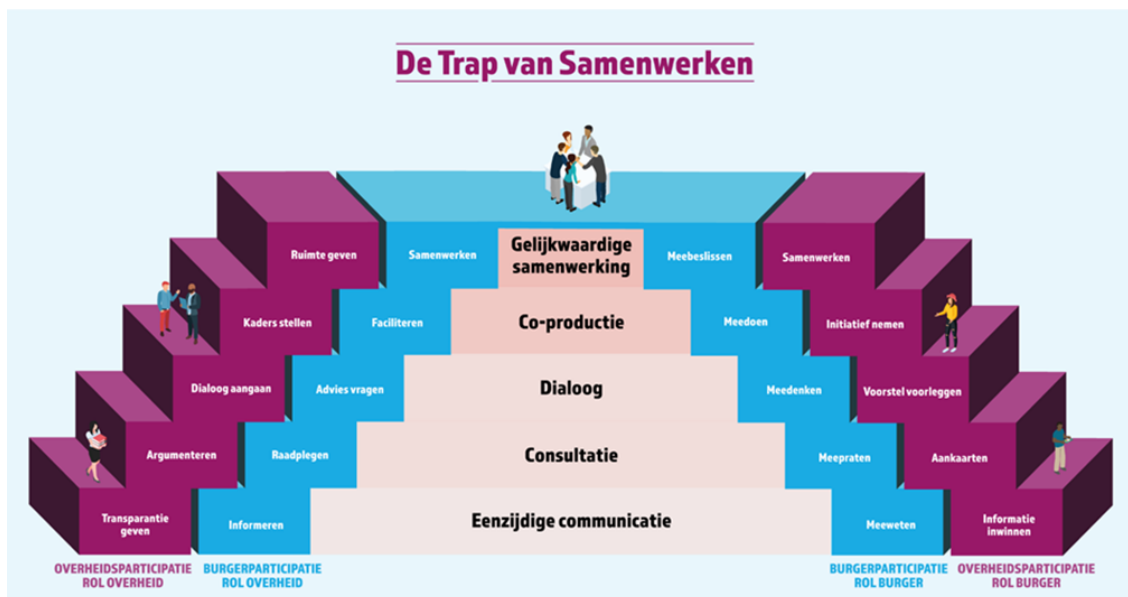 De Trap van Samenwerken
Ruimte geven
Samenwerken
Gelijkwaardige
samenwerking
Meebeslissen
Samenwerken
Kaders stellen
Faciliteren
Co-productie
Meedoen
Initiatief nemen
Dialoog aangaan
Advies vragen
Dialoog
Meedenken
Voorstel voorleggen
Argumenteren
Raadplegen
Consultatie
Meepraten
Aankaarten
Transparantie
geven
Informeren
Eenzijdige communicatie
Meeweten
Informatie
inwinnen
OVERHEIDSPARTICIPATIE
ROL OVERHEID
BURGERPARTICIPATIE
ROL OVERHEID
BURGERPARTICIPATIE
ROL BURGER
OVERHEIDSPARTICIPATIE
ROL BURGER